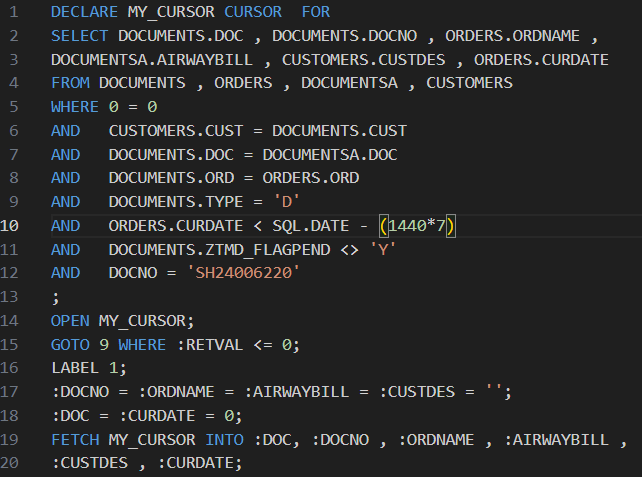 1 DECLARE MY_CURSOR CURSOR  FOR
2 SELECT DOCUMENTS.DOC , DOCUMENTS.DOCNO , ORDERS.ORDNAME ,
3 DOCUMENTSA.AIRWAYBILL , CUSTOMERS.CUSTDES , ORDERS.CURDATE
4 FROM DOCUMENTS , ORDERS , DOCUMENTSA , CUSTOMERS
5 WHERE 0 = 0
6 AND   CUSTOMERS.CUST = DOCUMENTS.CUST
7 AND   DOCUMENTS.DOC = DOCUMENTSA.DOC
8 AND   DOCUMENTS.ORD = ORDERS.ORD
9 AND   DOCUMENTS.TYPE = 'D'
10 AND   ORDERS.CURDATE < SQL.DATE - (1440*7)
11 AND   DOCUMENTS.ZTMD_FLAGPEND <> 'Y'
12 AND   DOCNO = 'SH24006220'
13 ;
14 OPEN MY_CURSOR;
15 GOTO 9 WHERE :RETVAL <= 0;
16 LABEL 1;
17 :DOCNO = :ORDNAME = :AIRWAYBILL = :CUSTDES = '';
18 :DOC = :CURDATE = 0;
19 FETCH MY_CURSOR INTO :DOC, :DOCNO , :ORDNAME , :AIRWAYBILL ,
20 :CUSTDES , :CURDATE;